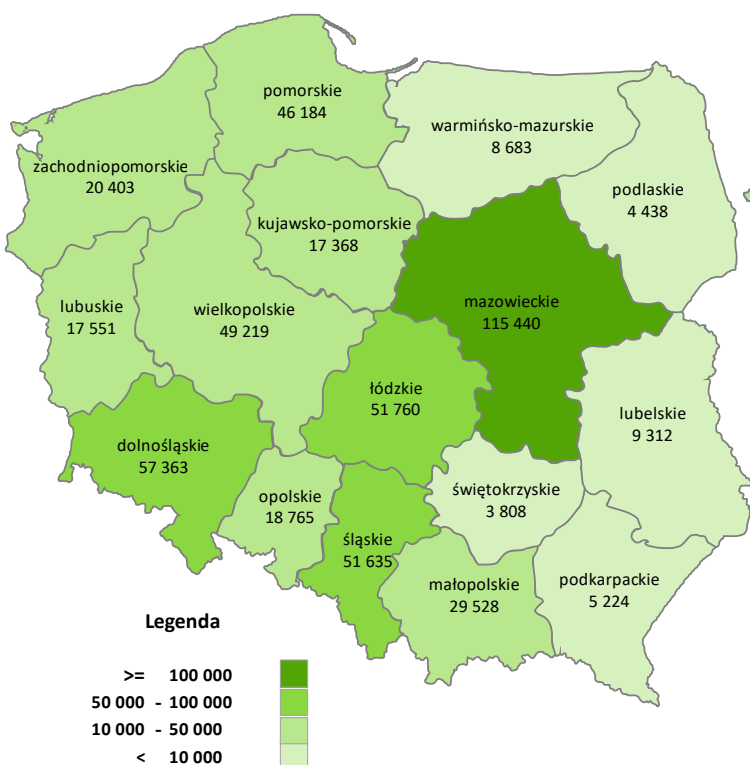 pomorskie
46 184
warmińsko-mazurskie
8 683
zachodniopomorskie
20 403
podlaskie
4 438
kujawsko-pomorskie
17 368
lubuskie
17 551
wielkopolskie
49 219
mazowieckie
115 440
łódzkie
51 760
lubelskie
9 312
dolnośląskie
57 363
opolskie
18 765
świętokrzyskie
3 808
śląskie
51 635
małopolskie
29 528
podkarpackie
5 224
Legenda
>= 100 000
50 000 - 100 000
10 000 - 50 000
< 10 000